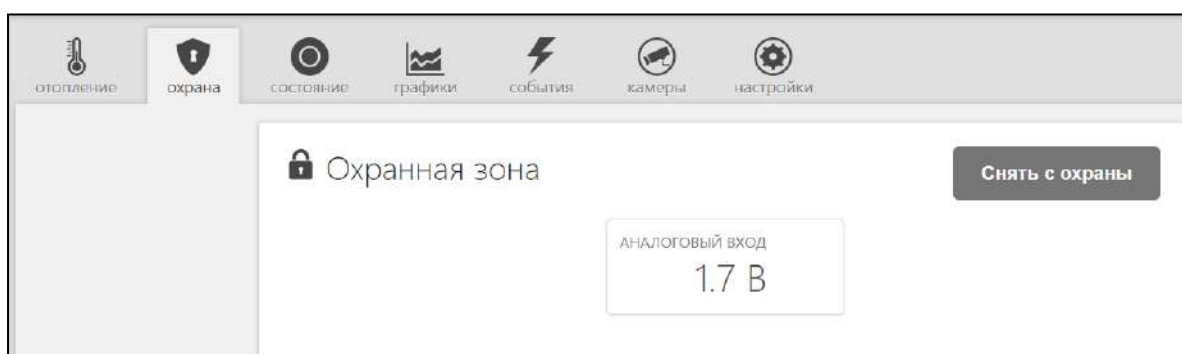 отопление охрана состояние графики события камеры настройки
Охранная зона
Снять с охраны
АНАЛОГОВЫЙ ВХОД
1.7 В